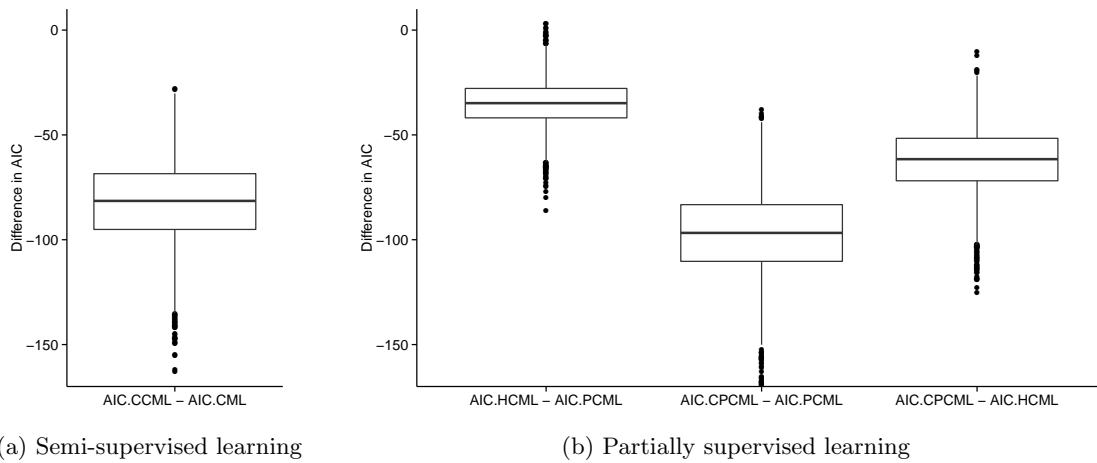 0
−50
−100
−150
Difference in AIC
AIC.CCML − AIC.CML
(a) Semi-supervised learning
0
−50
−100
−150
Difference in AIC
AIC.HCML − AIC.PCML
AIC.CPCML − AIC.PCML
AIC.CPCML − AIC.HCML
(b) Partially supervised learning